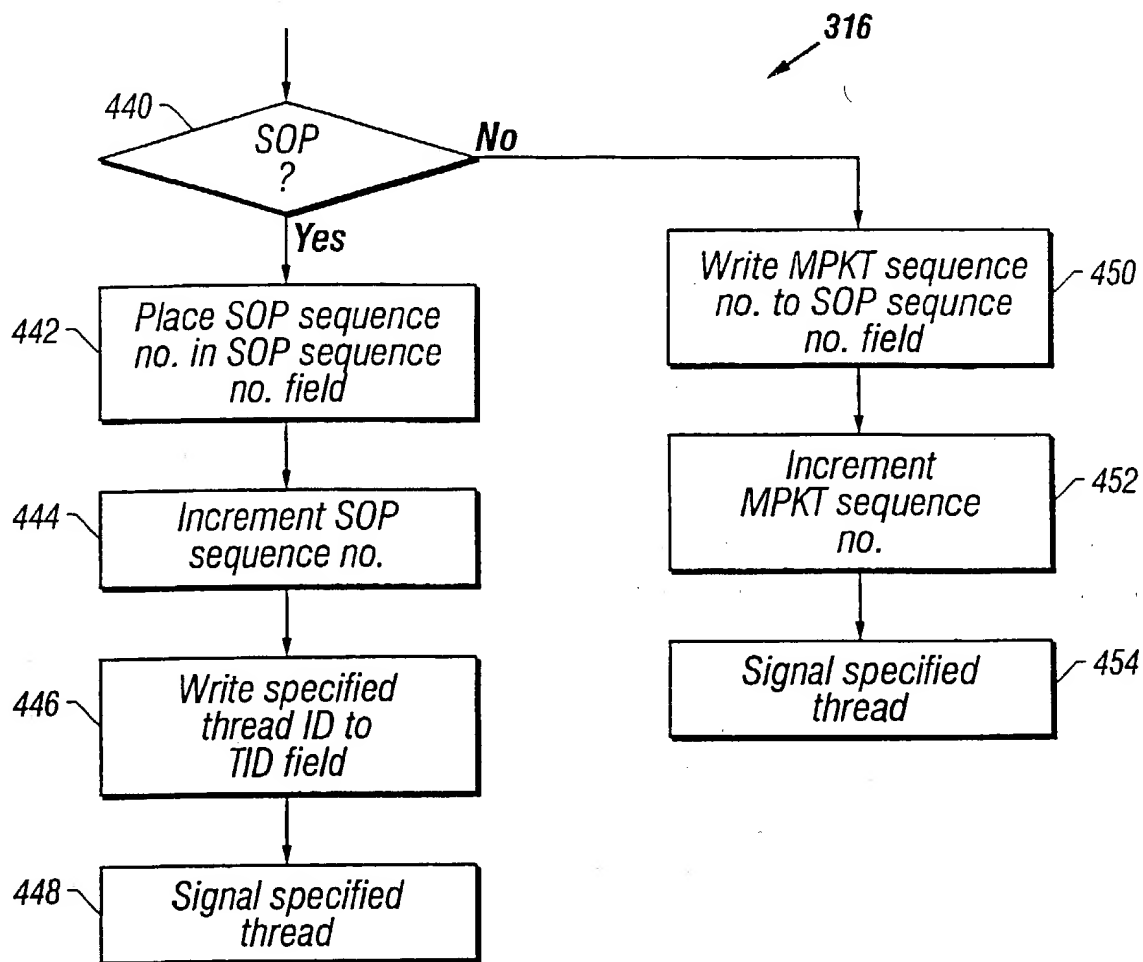 316
440
SOP
?
No
Yes
442
Place SOP sequence
no. in SOP sequence
no. field
444
Increment SOP
sequence no.
446
Write specified
thread ID to
TID field
448
Signal specified
thread
Write MPKT sequence
no. to SOP sequnce
no. field
450
Increment
MPKT sequence
no.
452
Signal specified
thread
454